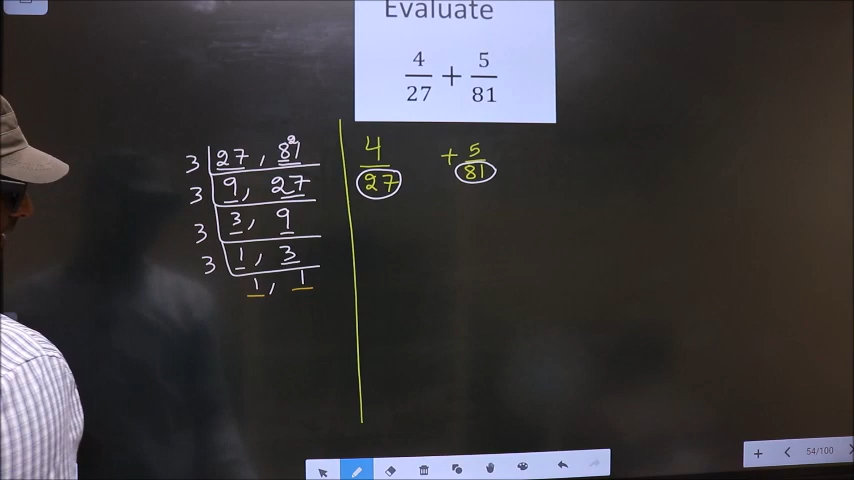 Evaluate
4/27 + 5/81
3 | 27, 81 2
3 | 9, 27
3 | 3, 9
3 | 1, 3
1, 1
4/27 + 5/81
54/100